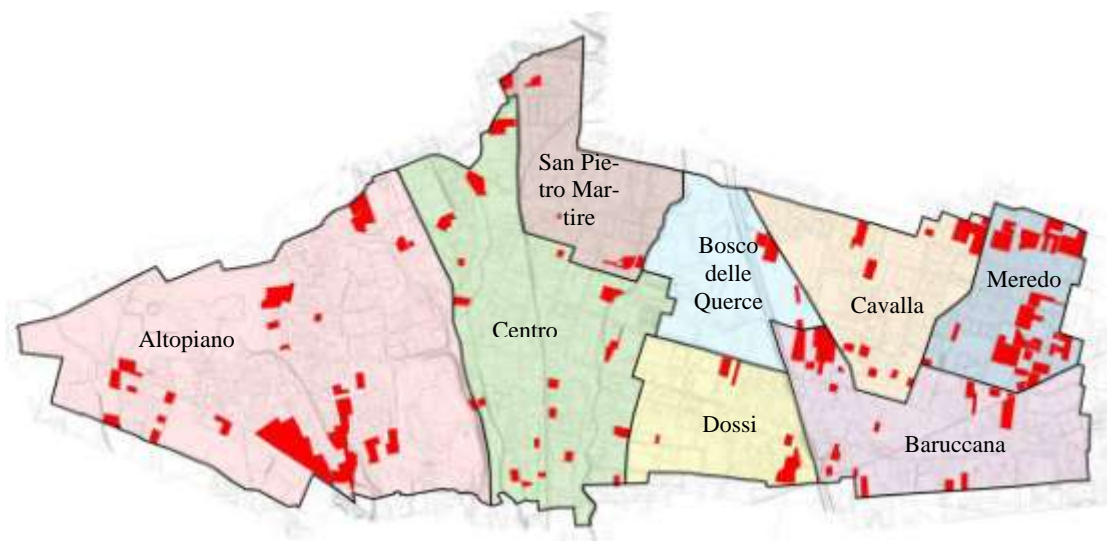 San Pie-
tro Mar-
tire
Bosco
delle
Querce
Meredo
Cavalla
Altopiano
Centro
Dossi
Baruccana